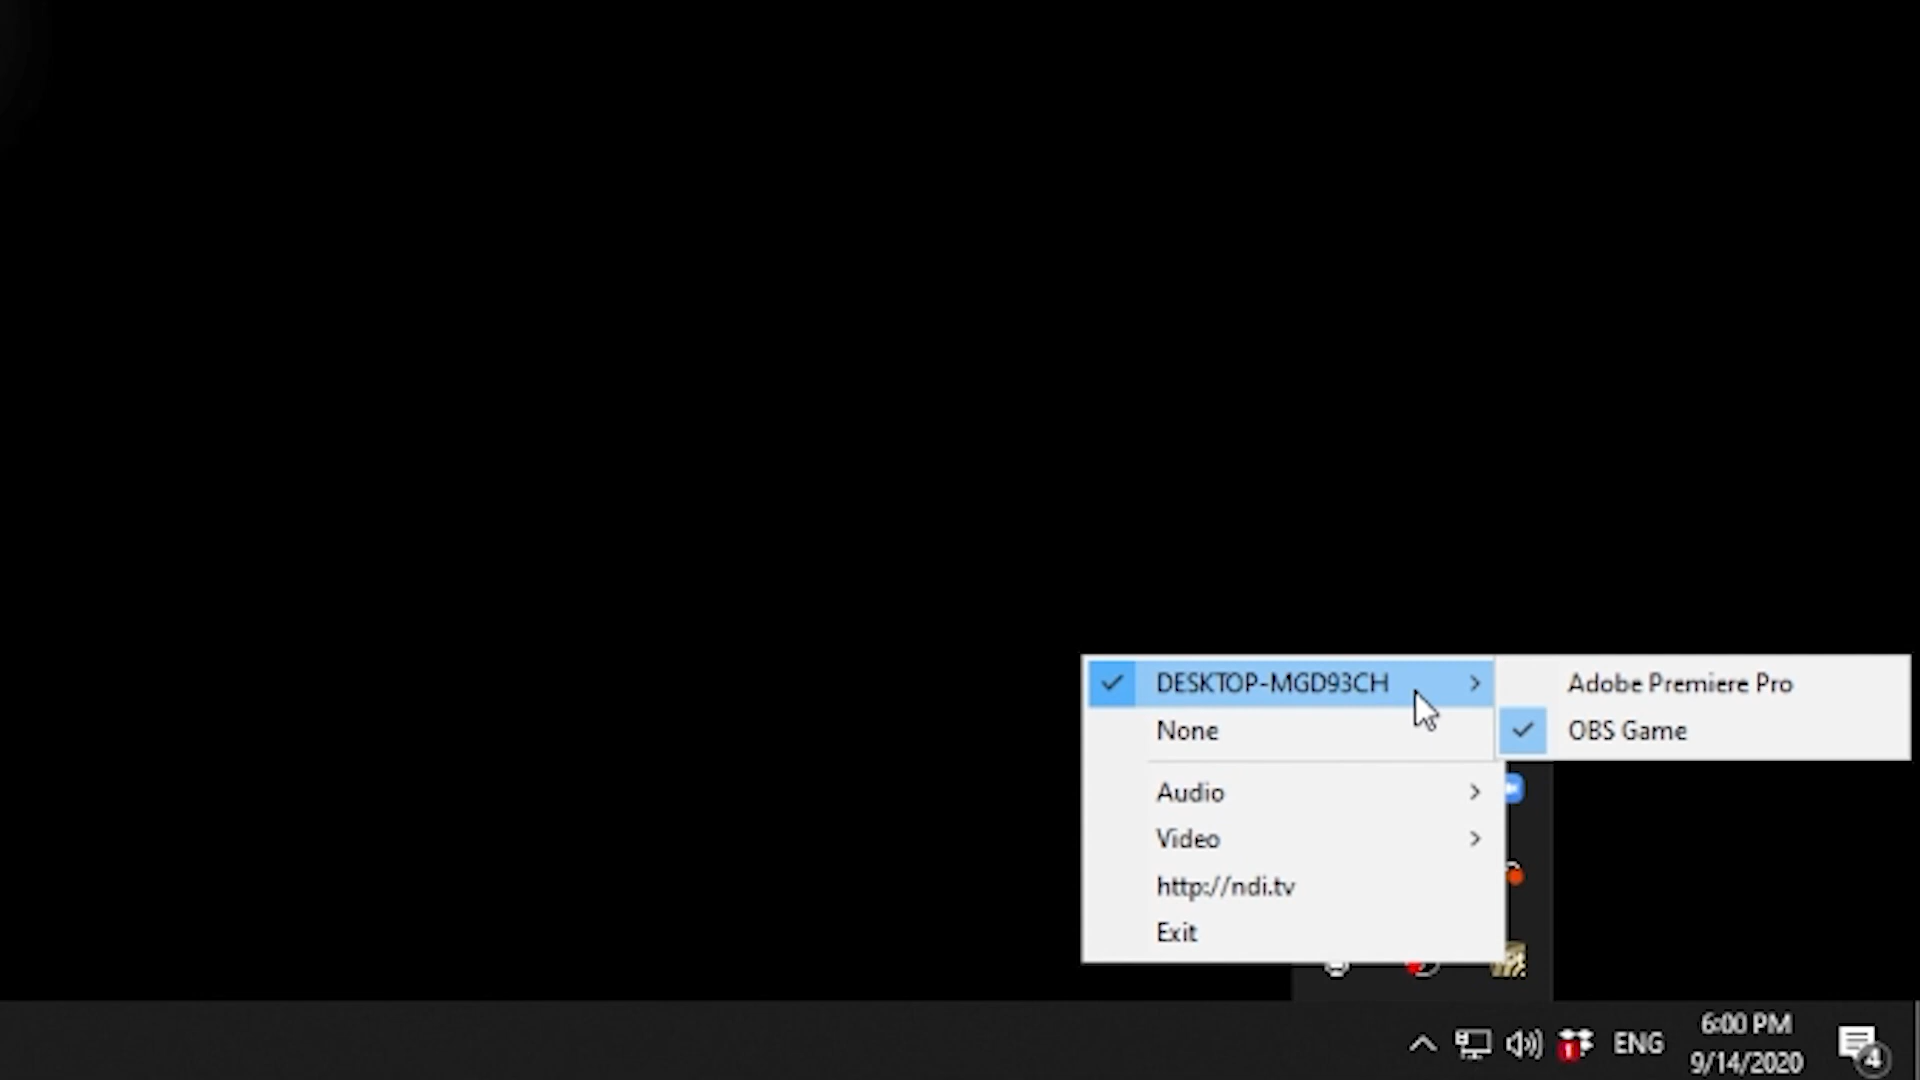 DESKTOP-MGD93CH
None
Audio
Video
http://ndi.tv
Exit
Adobe Premiere Pro
OBS Game
1
ENG
6:00 PM
9/14/2020
4